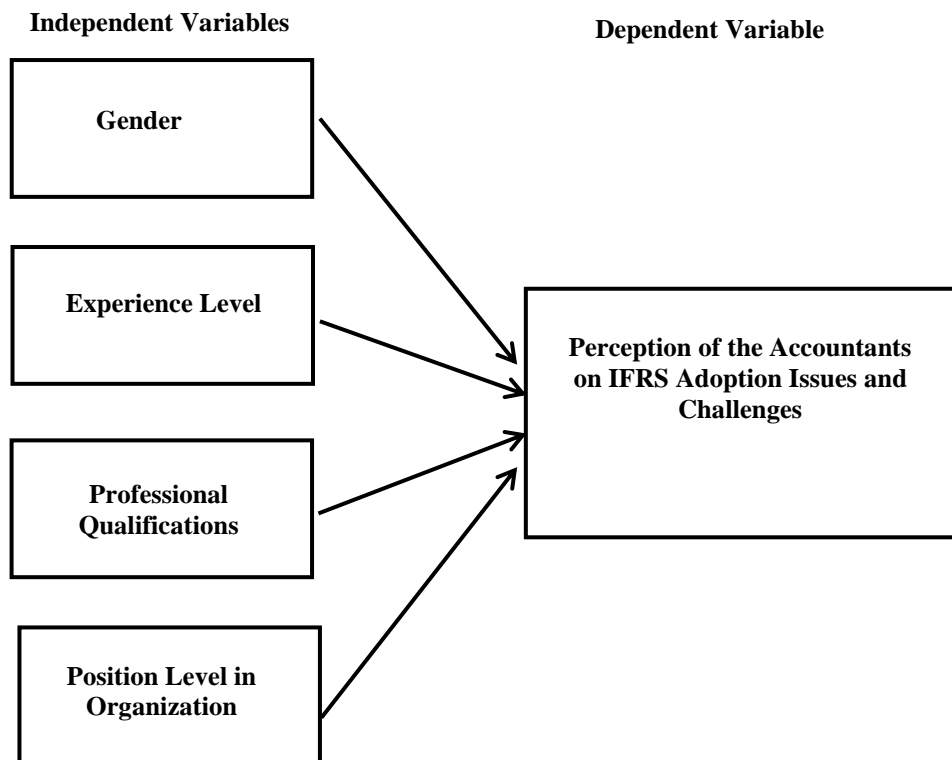 Independent Variables
Dependent Variable
Gender
Experience Level
Perception of the Accountants
on IFRS Adoption Issues and
Challenges
Professional
Qualifications
Position Level in
Organization